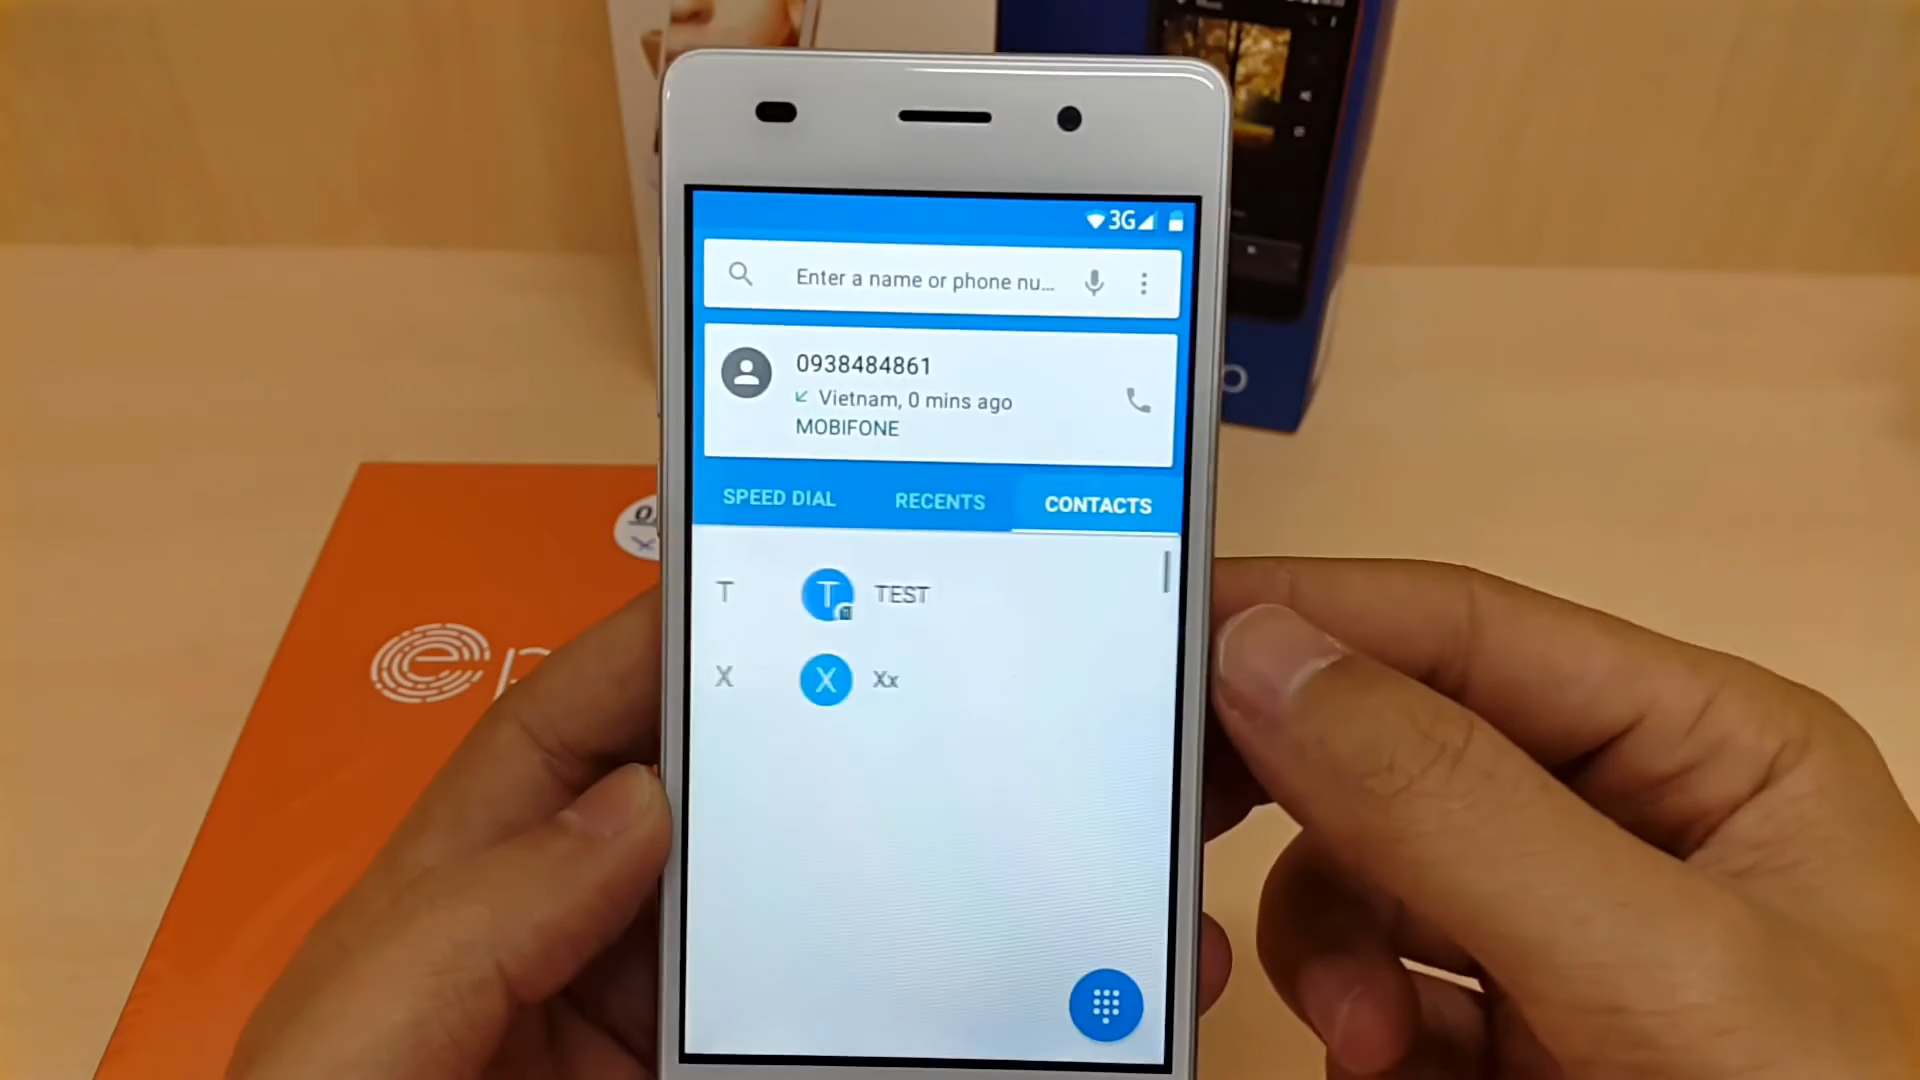 3G
Enter a name or phone nu...
0938484861
Vietnam, 0 mins ago
MOBIFONE
SPEED DIAL
RECENTS
CONTACTS
T
T
TEST
X
X
Xx
e